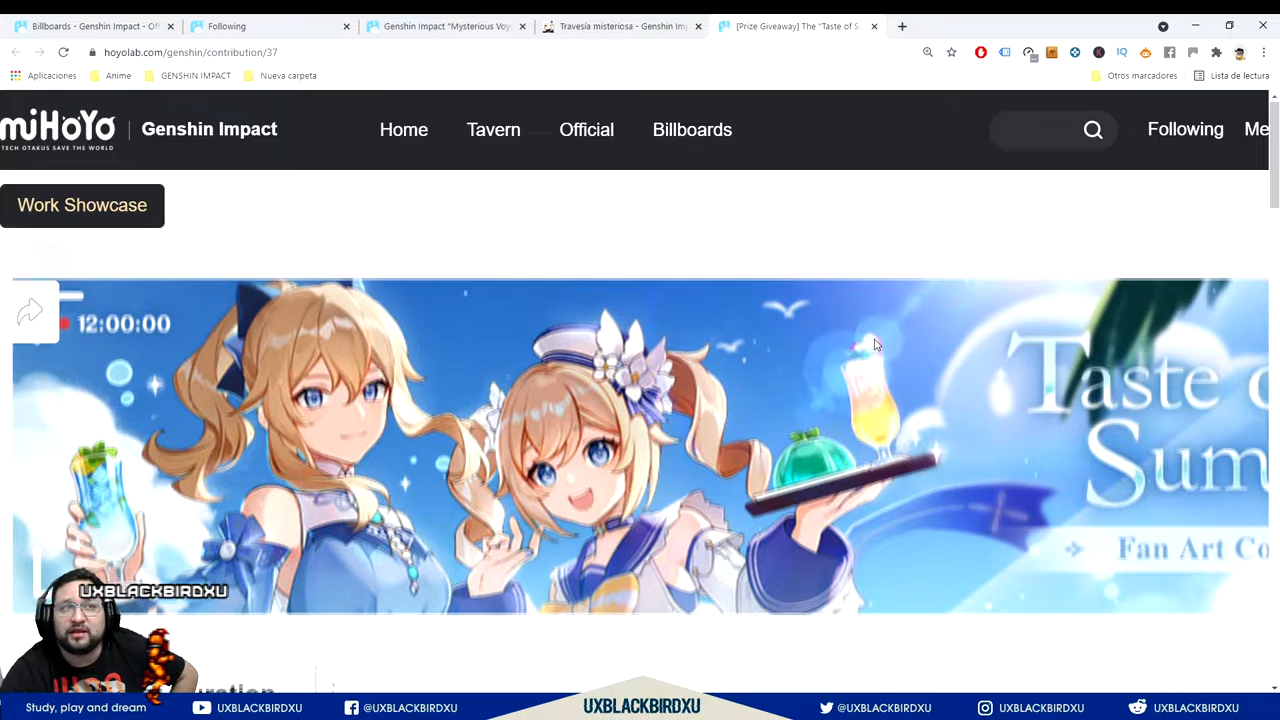 Billboards - Genshin Impact - Off
Following
Genshin Impact "Mysterious Voy
Travesía misteriosa - Genshin Im
[Prize Giveaway] The "Taste of S
hoyolab.com/genshin/contribution/37
Aplicaciones
Anime
GENSHIN IMPACT
Nueva carpeta
Otros marcadores
Lista de lectura
miHoYo
TECH OTAKUS SAVE THE WORLD
Genshin Impact
Home
Tavern
Official
Billboards
Following
Me
Work Showcase
12:00:00
Taste o
Sum
Fan Art Co
UXBLACKBIRDXU
Study, play and dream
UXBLACKBIRDXU
@UXBLACKBIRDXU
UXBLACKBIRDXU
@UXBLACKBIRDXU
UXBLACKBIRDXU
UXBLACKBIRDXU